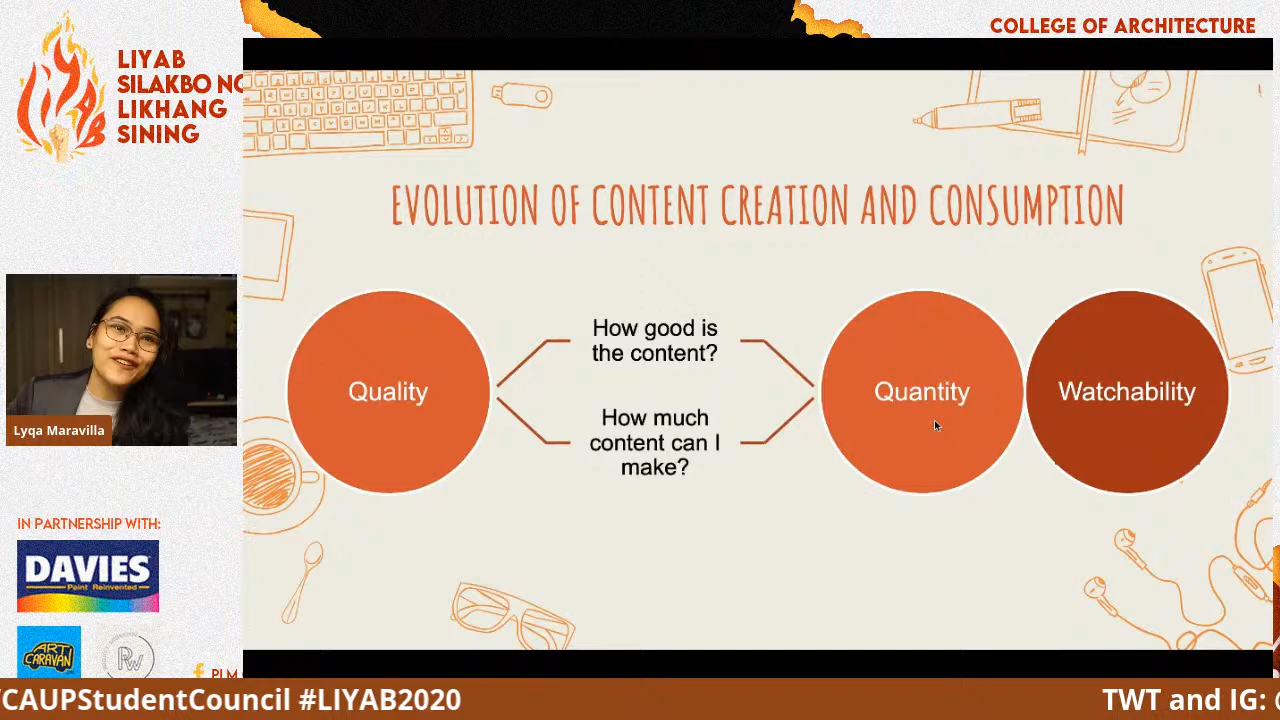 LIYAB
SILAKBO NG
LIKHANG
SINING
COLLEGE OF ARCHITECTURE
EVOLUTION OF CONTENT CREATION AND CONSUMPTION
Quality
How good is
the content?
How much
content can I
make?
Quantity
Watchability
Lyqa Maravilla
IN PARTNERSHIP WITH:
DAVIES
Paint Reinvented
ART
CARAVAN
PW
PLM
CAUPStudentCouncil #LIYAB2020
TWT and IG: